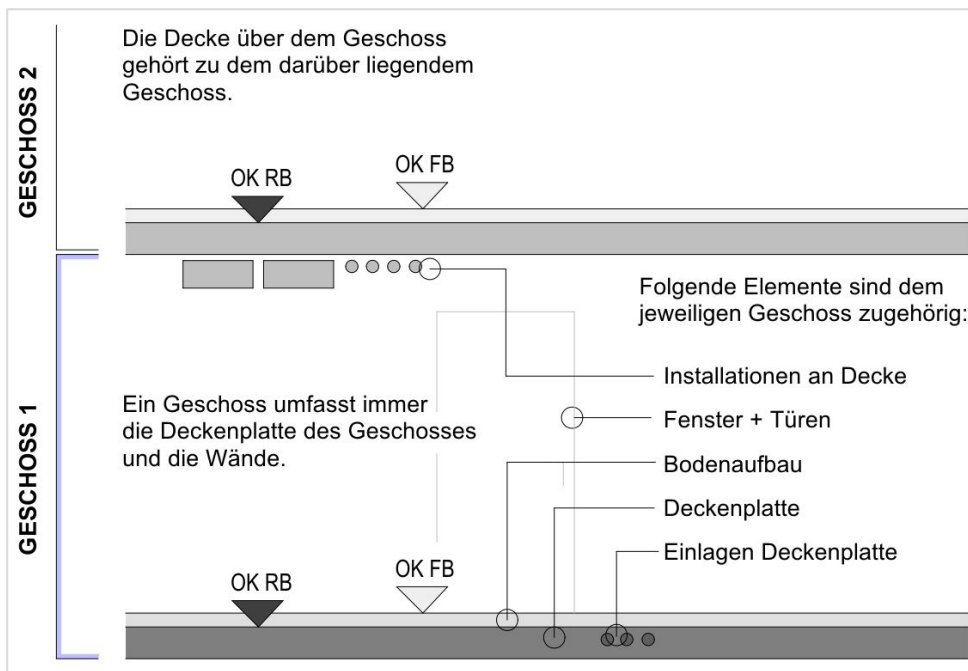 GESCHOSS 2
Die Decke über dem Geschoss
gehört zu dem darüber liegendem
Geschoss.
OK RB
OK FB
GESCHOSS 1
Folgende Elemente sind dem
jeweiligen Geschoss zugehörig:
Installationen an Decke
Ein Geschoss umfasst immer
die Deckenplatte des Geschosses
und die Wände.
Fenster + Türen
Bodenaufbau
Deckenplatte
Einlagen Deckenplatte
OK RB
OK FB